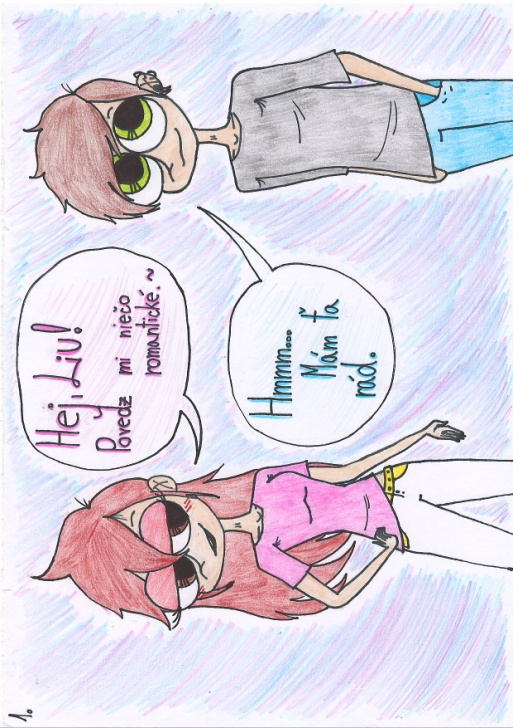 Hej, Liu!
Povedz mi niečo
romantické.~
Hmmm...
Mám ťa
rád.
1.